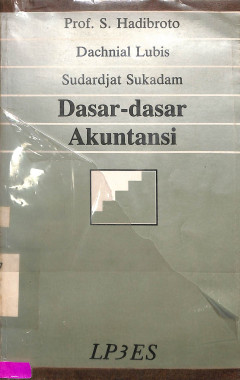 Prof. S. Hadibroto
Dachnial Lubis
Sudardjat Sukadam
Dasar-dasar
Akuntansi
LP3ES